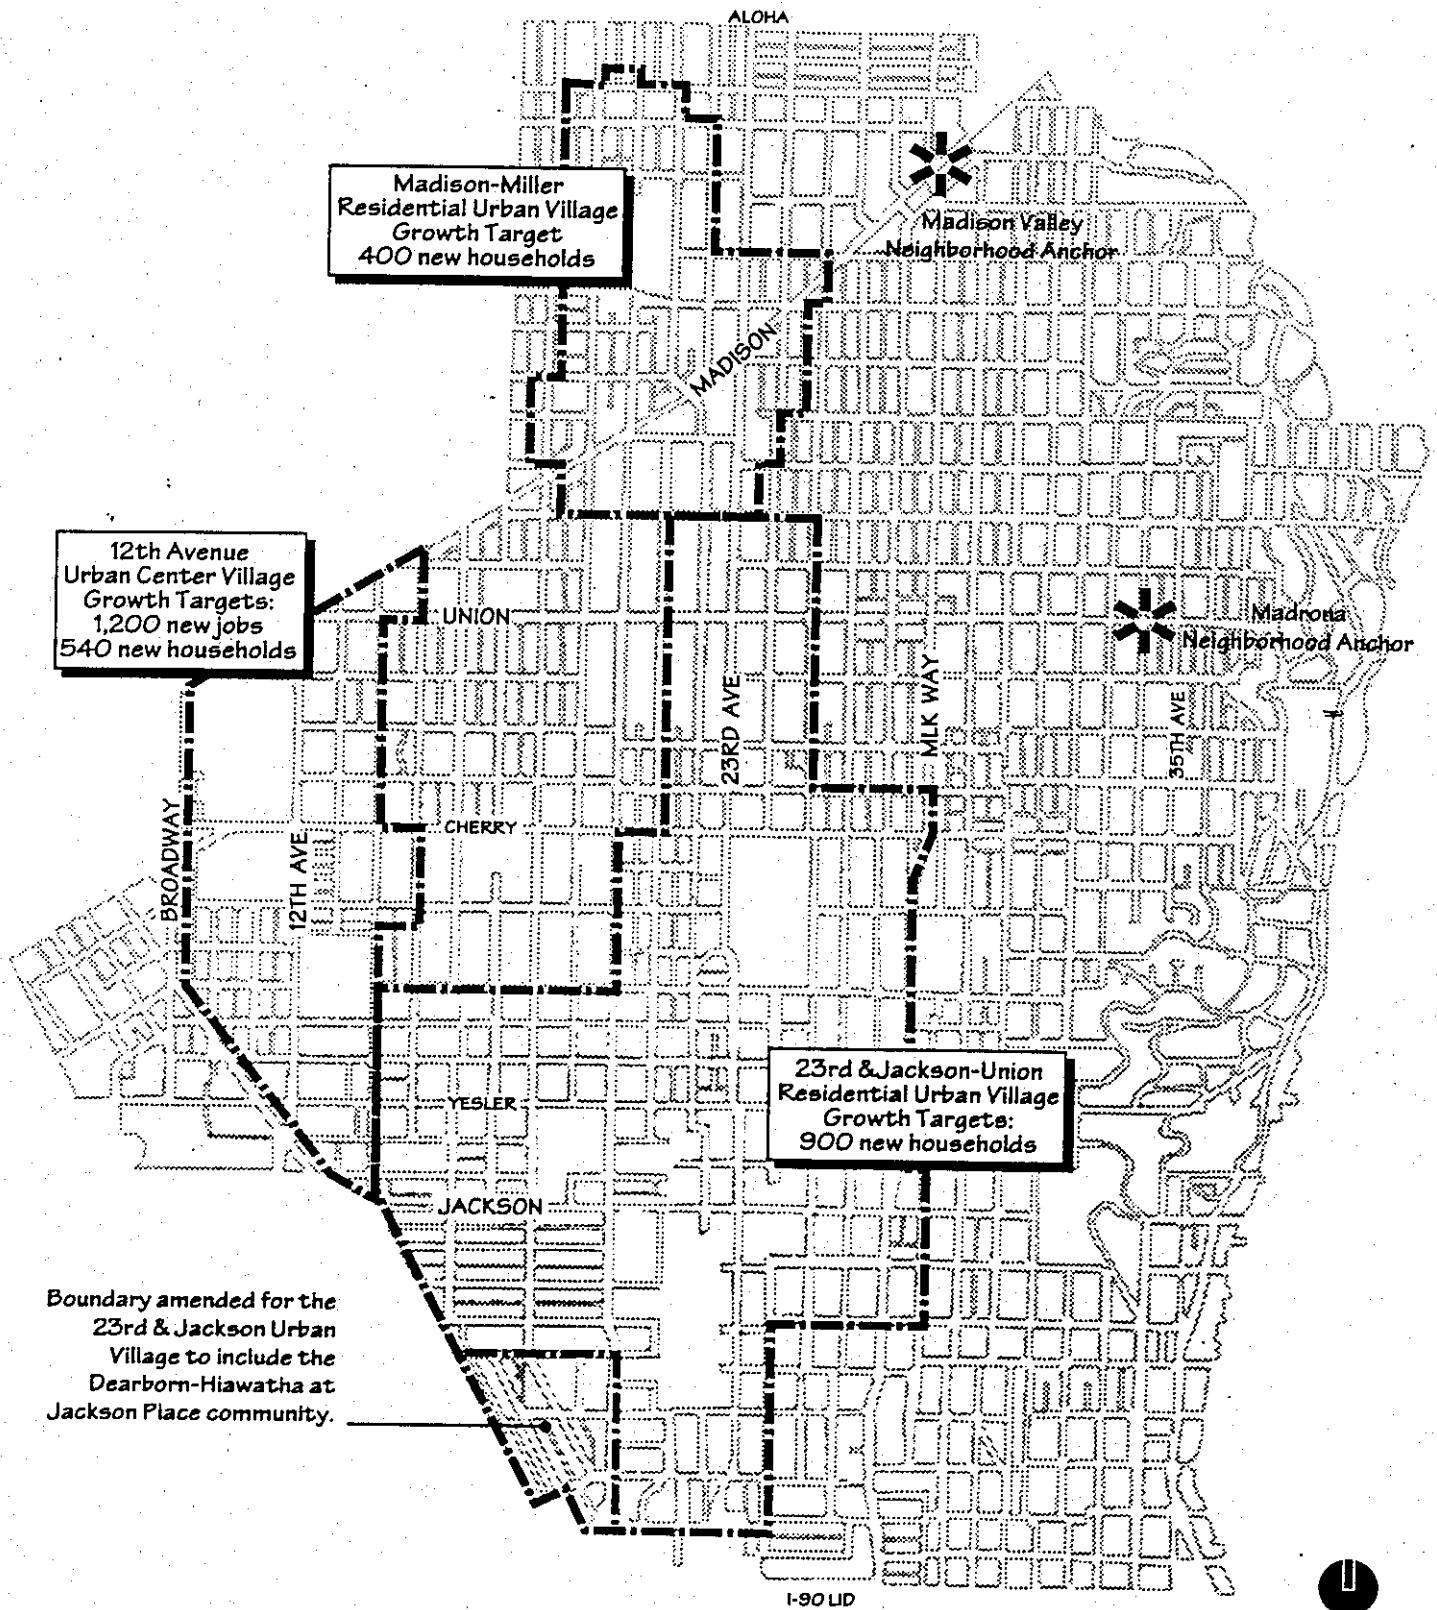 ALOHA
Madison-Miller
Residential Urban Village
Growth Target
400 new households
Madison Valley
Neighborhood Anchor
MADISON
12th Avenue
Urban Center Village
Growth Targets:
1,200 new jobs
540 new households
UNION
Madrona
Neighborhood Anchor
23RD AVE
MLK WAY
35TH AVE
BROADWAY
12TH AVE
CHERRY
23rd & Jackson-Union
Residential Urban Village
Growth Targets:
900 new households
YESLER
JACKSON
Boundary amended for the
23rd & Jackson Urban
Village to include the
Dearborn-Hiawatha at
Jackson Place community.
I-90 LID